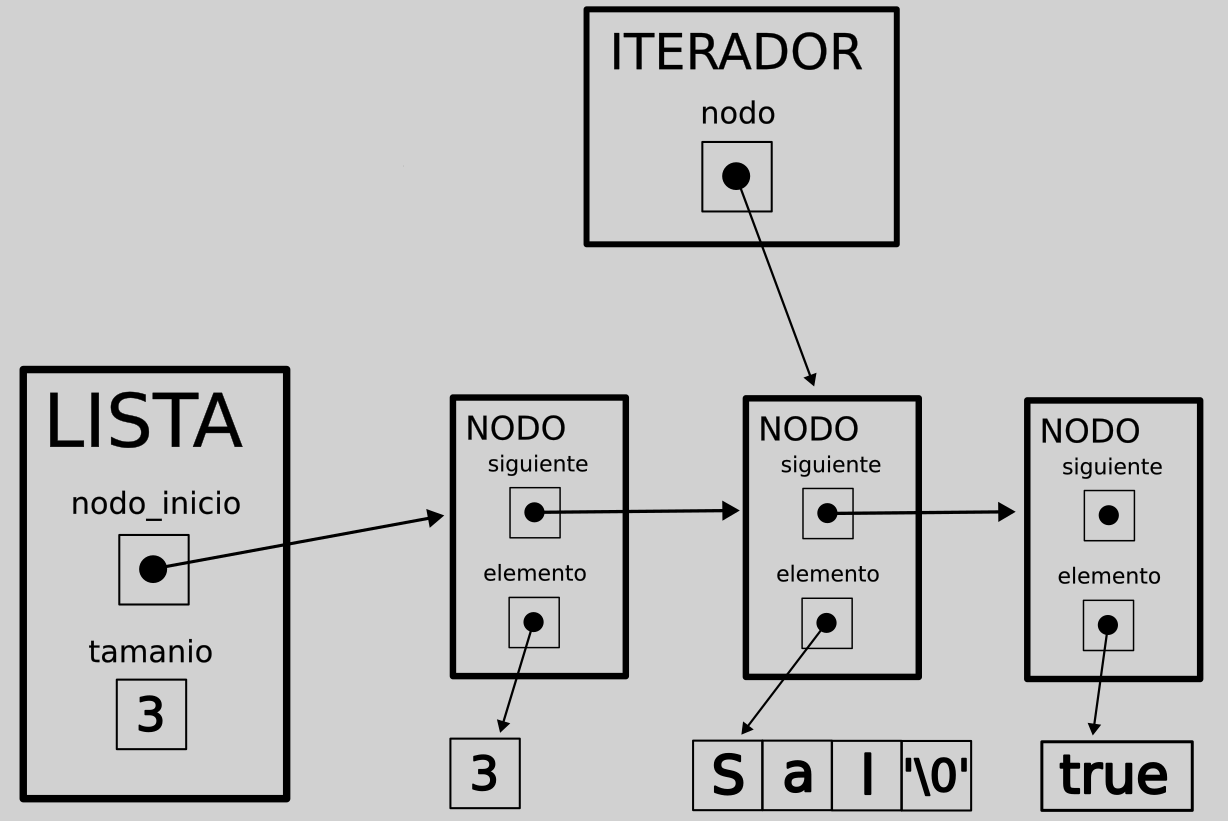 ITERADOR
nodo
LISTA
nodo_inicio
tamanio
3
NODO
siguiente
elemento
3
NODO
siguiente
elemento
S a l '\0'
NODO
siguiente
elemento
true